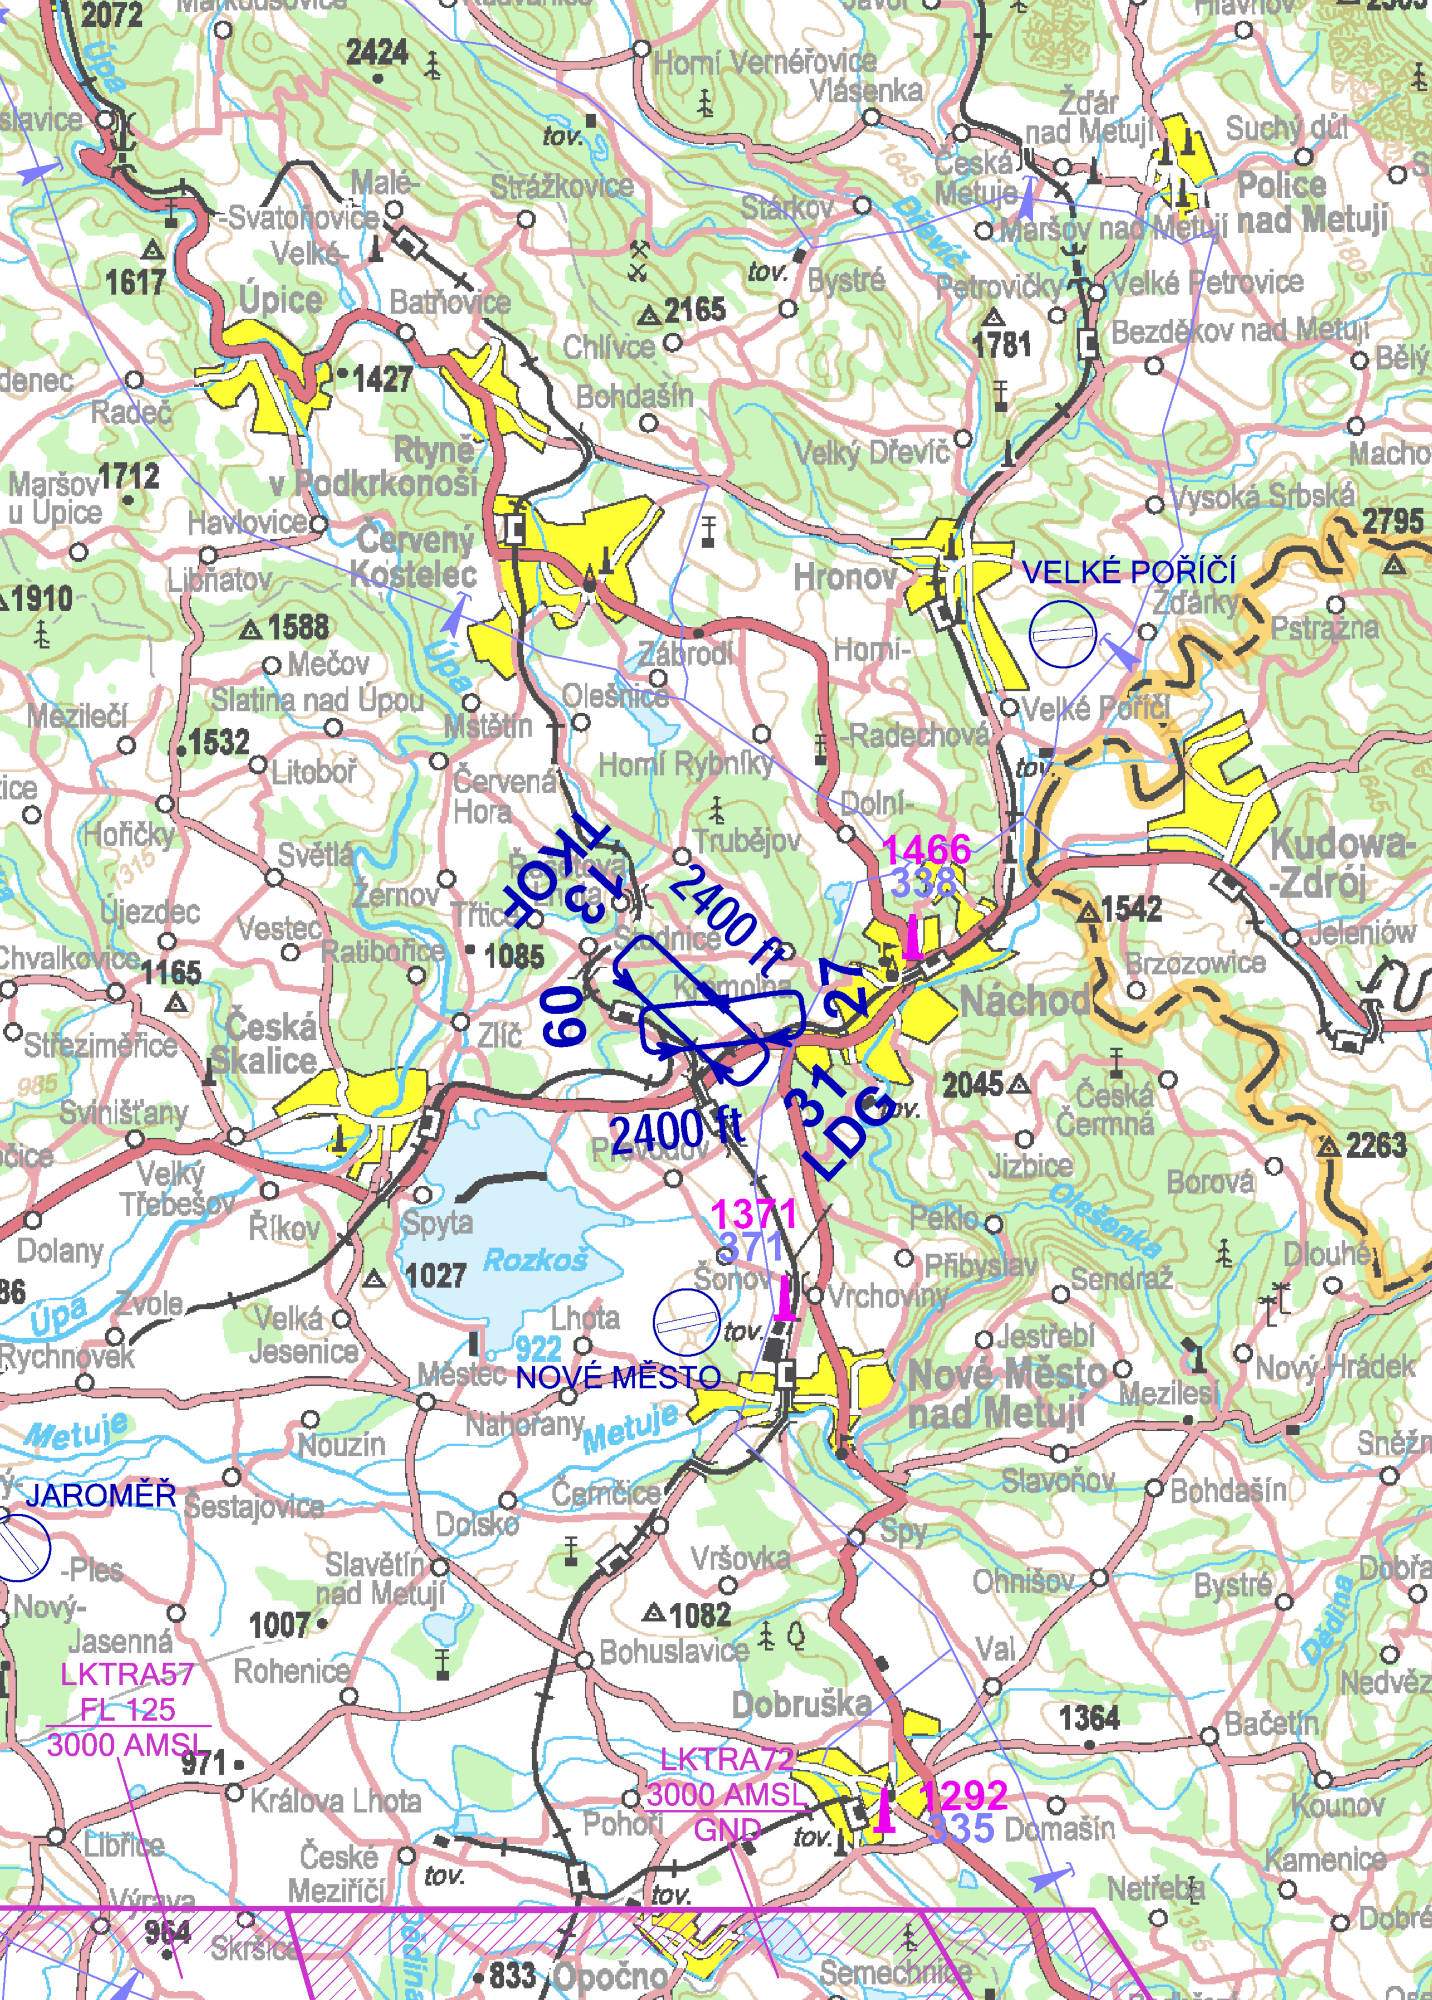 2072
Markoušovice
Radvanice
Javor
Hlavňov
2424
Úpa
Horní Vernéřovice
Vlásenka
Žďár
nad Metují
Suchý důl
slavice
tov.
Česká
Metuje
1645
Police
nad Metují
Malé-
-Svatoňovice
Velké-
Strážkovice
Stárkov
Dřevíč
Maršov nad Metují
1805
1617
Úpice
Batňovice
tov.
Bystré
Petrovičky
Velké Petrovice
2165
1781
Bezděkov nad Metují
Chlívce
Bělý
denec
1427
Radeč
Bohdašín
Velký Dřevíč
Macho
Rtyně
v Podkrkonoší
Maršov
u Úpice
1712
Havlovice
Vysoká Srbská
2795
Červený
Kostelec
Libňatov
Hronov
VELKÉ POŘÍČÍ
Žďárky
1910
1588
Pstrążna
Mečov
Úpa
Zábrodí
Horní-
-Radechová
Slatina nad Úpou
Olešnice
Mezilečí
Mstětín
Velké Poříčí
1532
Litoboř
Červená
Hora
Horní Rybníky
tov.
1645
zice
Hořičky
Dolní-
Trubějov
Kudowa-
-Zdrój
1315
Světlá
1466
338
TKOF
13
2400 ft
Žernov
Třtice
Újezdec
Vestec
Ratibořice
Studnice
1542
Jeleniów
Chvalkovice
1165
1085
Kramolna
27
Brzozowice
09
Náchod
Česká
Skalice
Zlíč
Střeziměřice
985
2045
Česká
Čermná
31
LDG
tov.
Svinišťany
2400 ft
Provodov
Jizbice
2263
Velký
Třebešov
Borová
1371
371
Olešenka
Říkov
Spyta
Peklo
Dolany
Rozkoš
Přibyslav
Dlouhé
1027
Šonov
Sendraž
86
Úpa
Zvole
Velká
Jesenice
Lhota
Vrchoviny
tov.
922
Jestřebí
Rychnovek
Městec
NOVÉ MĚSTO
Nové Město
nad Metují
Nový Hrádek
Mezilesí
Metuje
Nahořany
Metuje
Nouzín
Sněžn
JAROMĚŘ
Šestajovice
Černčice
Slavoňov
Bohdašín
Dolsko
Spy
-Ples
Slavětín
nad Metují
Vršovka
Ohnišov
Bystré
Dobřa
Nový-
1007
1082
Dědina
Jasenná
Bohuslavice
Val
LKTRA57
FL 125
3000 AMSL
Rohenice
Nedvěz
Dobruška
1364
Bačetín
971
LKTRA72
3000 AMSL
GND
1292
335
Králova Lhota
Pohoří
tov.
Domašín
Kounov
Libřice
České
Meziříčí
tov.
tov.
Kamenice
Výrava
Netřeba
1315
Dobré
964
Skršice
Dědina
833
Opočno
Semechnice